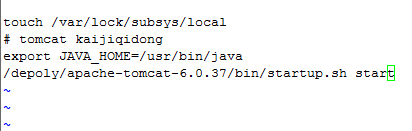 touch /var/lock/subsys/local
# tomcat kaijiqidong
export JAVA_HOME=/usr/bin/java
/depoly/apache-tomcat-6.0.37/bin/startup.sh start
~
~
~